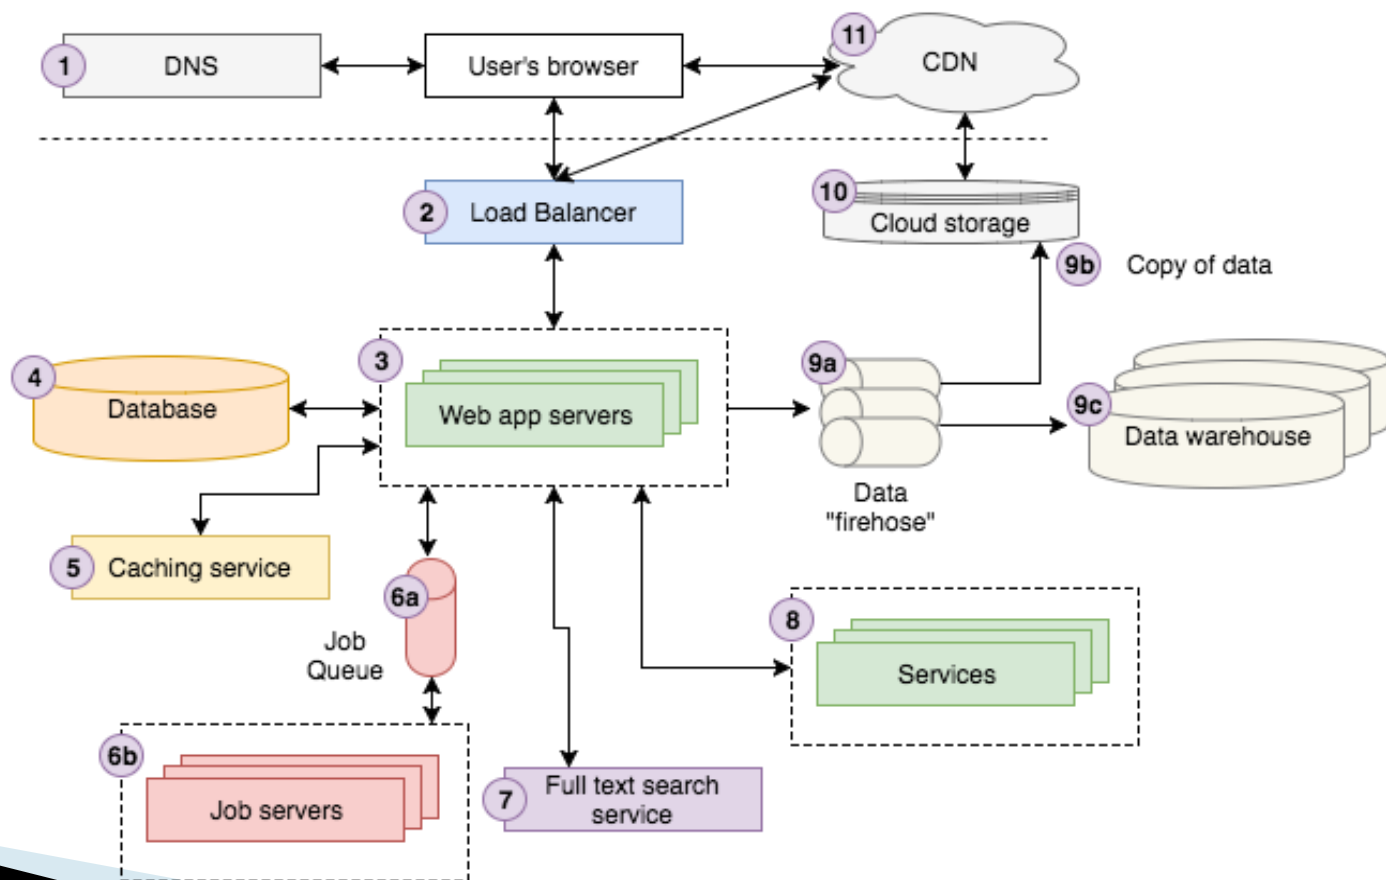 1
DNS
User's browser
11
CDN
2
Load Balancer
10
Cloud storage
9b
Copy of data
3
Web app servers
4
Database
9a
Data
"firehose"
9c
Data warehouse
5
Caching service
6a
Job
Queue
8
Services
6b
Job servers
7
Full text search
service